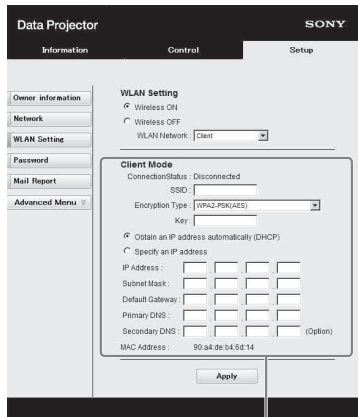 Data Projector
SONY
Information
Control
Setup
Owner information
Network
WLAN Setting
Password
Mail Report
Advanced Menu
WLAN Setting
Wireless ON
Wireless OFF
WLAN Network : Client
Client Mode
ConnectionStatus : Disconnected
SSID :
Encryption Type : WPA2-PSK(AES)
Key :
Obtain an IP address automatically (DHCP)
Specify an IP address
IP Address :
Subnet Mask :
Default Gateway :
Primary DNS :
Secondary DNS : (Option)
MAC Address : 90:a4:de:b4:6d:14
Apply